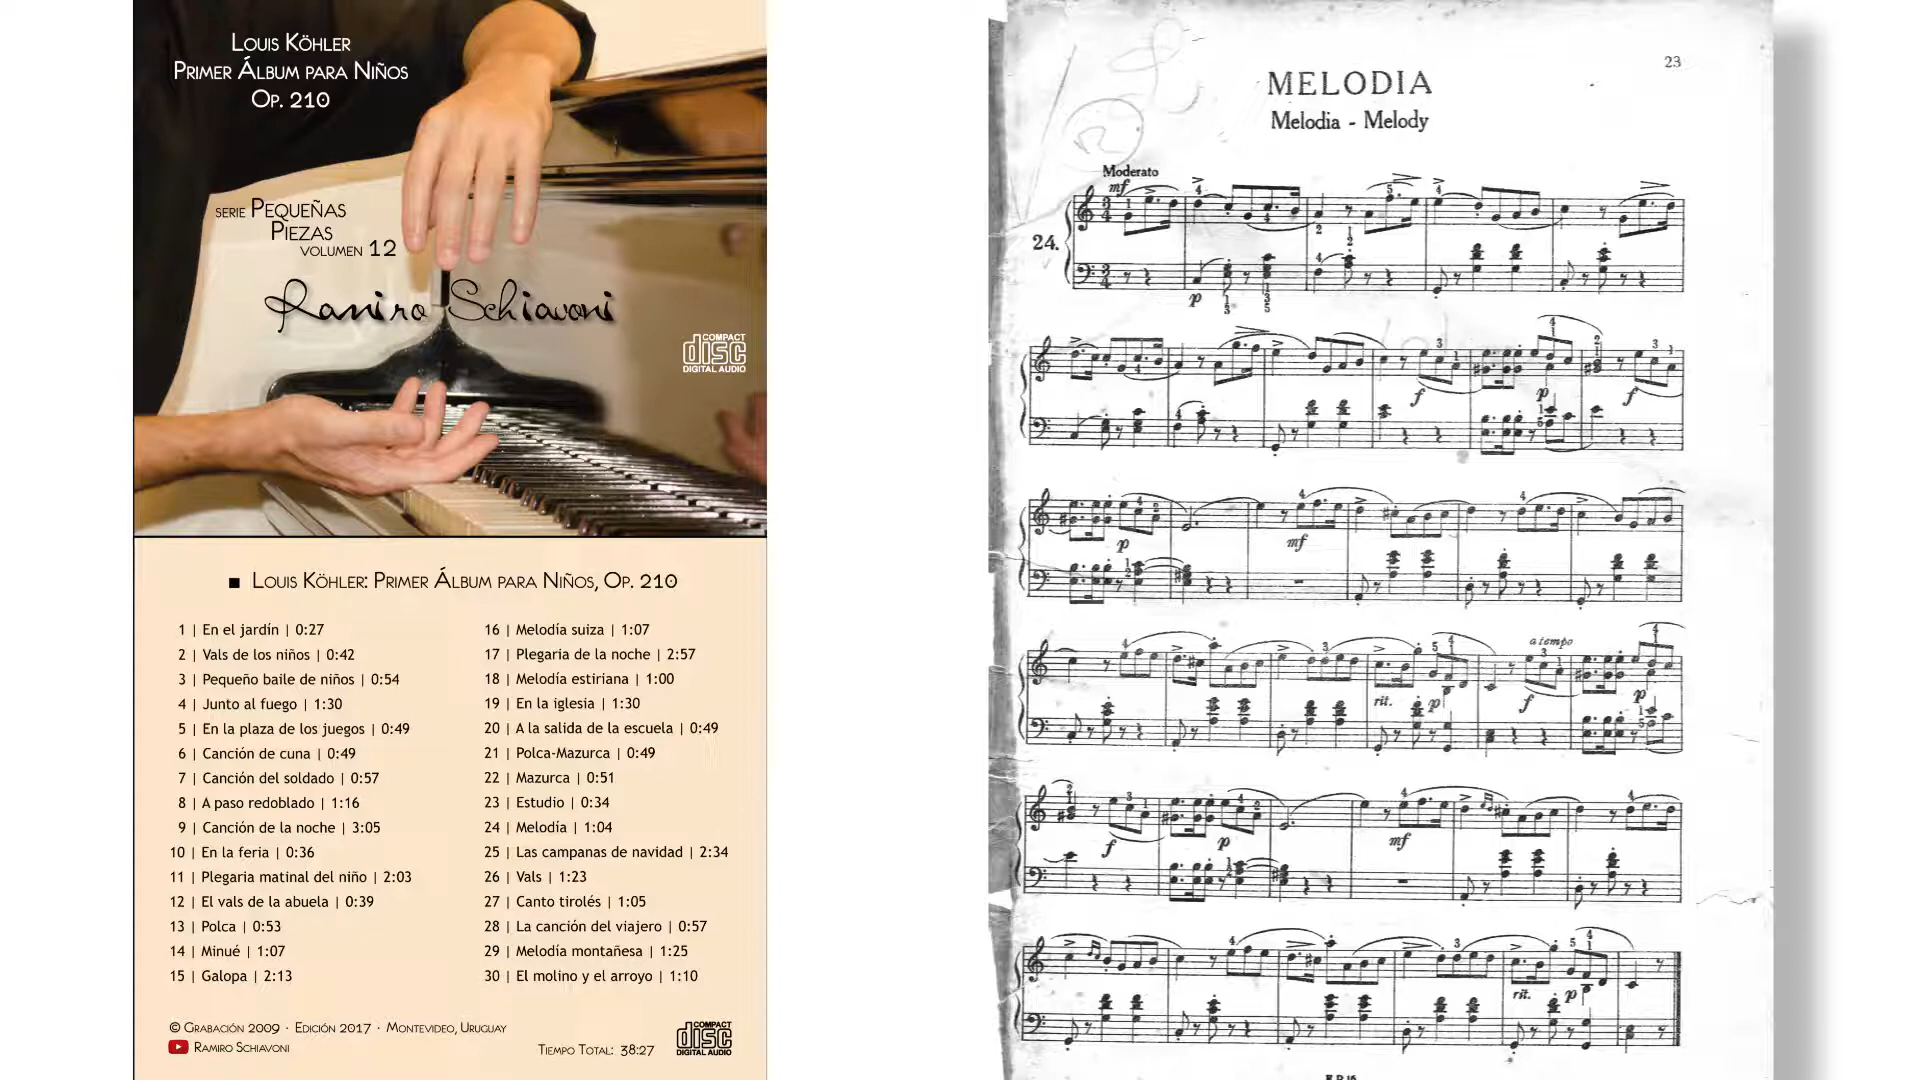 Louis Köhler
Primer Álbum para Niños
Op. 210
serie Pequeñas
Piezas
volumen 12
Ramiro Schiavoni
COMPACT
disc
DIGITAL AUDIO
■ Louis Köhler: Primer Álbum para Niños, Op. 210
1 | En el jardín | 0:27
2 | Vals de los niños | 0:42
3 | Pequeño baile de niños | 0:54
4 | Junto al fuego | 1:30
5 | En la plaza de los juegos | 0:49
6 | Canción de cuna | 0:49
7 | Canción del soldado | 0:57
8 | A paso redoblado | 1:16
9 | Canción de la noche | 3:05
10 | En la feria | 0:36
11 | Plegaria matinal del niño | 2:03
12 | El vals de la abuela | 0:39
13 | Polca | 0:53
14 | Minué | 1:07
15 | Galopa | 2:13
16 | Melodía suiza | 1:07
17 | Plegaria de la noche | 2:57
18 | Melodía estiriana | 1:00
19 | En la iglesia | 1:30
20 | A la salida de la escuela | 0:49
21 | Polca-Mazurca | 0:49
22 | Mazurca | 0:51
23 | Estudio | 0:34
24 | Melodía | 1:04
25 | Las campanas de navidad | 2:34
26 | Vals | 1:23
27 | Canto tirolés | 1:05
28 | La canción del viajero | 0:57
29 | Melodía montañesa | 1:25
30 | El molino y el arroyo | 1:10
© Grabación 2009 · Edición 2017 · Montevideo, Uruguay
Ramiro Schiavoni
Tiempo Total: 38:27
COMPACT
disc
DIGITAL AUDIO
23
MELODIA
Melodia - Melody
Moderato
mf
24.
p
f p f
p mf
a tempo
rit. p f p
f p mf
rit. p